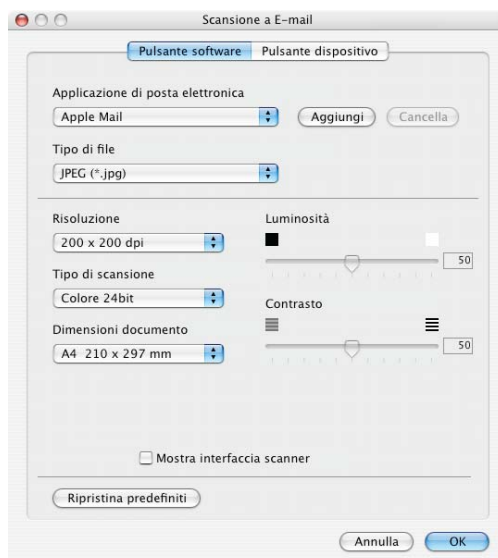 Scansione a E-mail
Pulsante software Pulsante dispositivo
Applicazione di posta elettronica
Apple Mail Aggiungi Cancella
Tipo di file
JPEG (*.jpg)
Risoluzione Luminosità
200 x 200 dpi 50
Tipo di scansione
Colore 24bit Contrasto
Dimensioni documento
A4 210 x 297 mm 50
Mostra interfaccia scanner
Ripristina predefiniti
Annulla OK